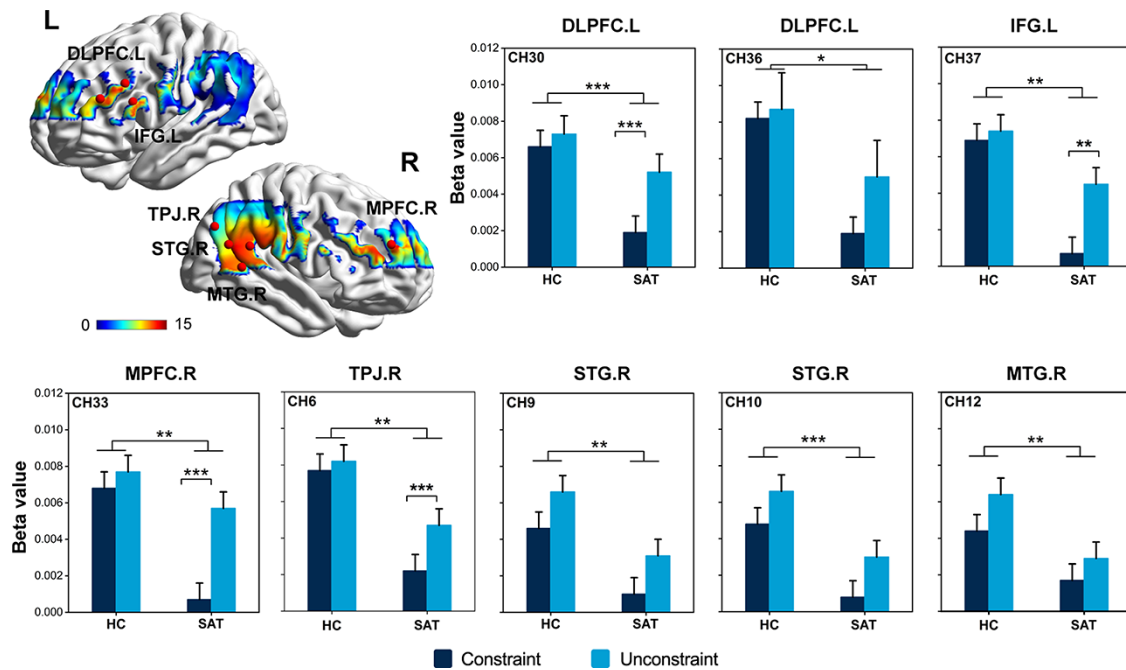 L
DLPFC.L
IFG.L
R
TPJ.R
MPFC.R
STG.R
MTG.R
0 15
DLPFC.L
CH30
Beta value
0.012
0.010
0.008
0.006
0.004
0.002
0.000
***
***
HC SAT
DLPFC.L
CH36
*
HC SAT
IFG.L
CH37
**
**
HC SAT
MPFC.R
CH33
Beta value
0.012
0.010
0.008
0.006
0.004
0.002
0.000
**
***
HC SAT
TPJ.R
CH6
**
***
HC SAT
STG.R
CH9
**
HC SAT
STG.R
CH10
***
HC SAT
MTG.R
CH12
**
HC SAT
Constraint Unconstraint